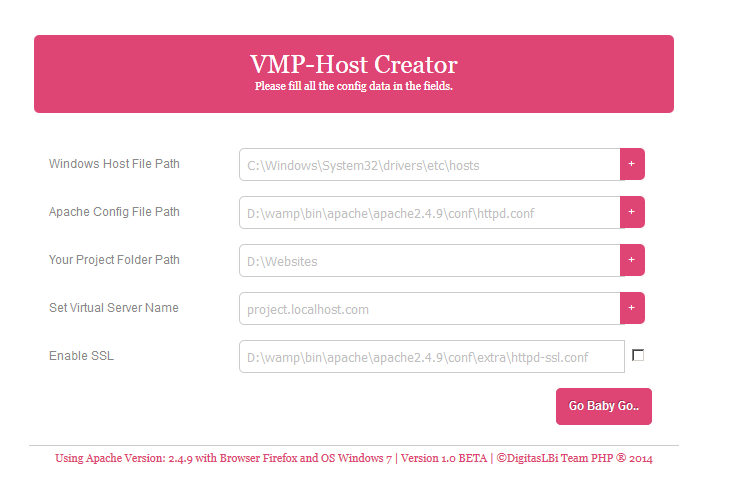 VMP-Host Creator
Please fill all the config data in the fields.
Windows Host File Path C:\Windows\System32\drivers\etc\hosts +
Apache Config File Path D:\wamp\bin\apache\apache2.4.9\conf\httpd.conf +
Your Project Folder Path D:\Websites +
Set Virtual Server Name project.localhost.com +
Enable SSL D:\wamp\bin\apache\apache2.4.9\conf\extra\httpd-ssl.conf
Go Baby Go..
Using Apache Version: 2.4.9 with Browser Firefox and OS Windows 7 | Version 1.0 BETA | ©DigitasLBi Team PHP ® 2014